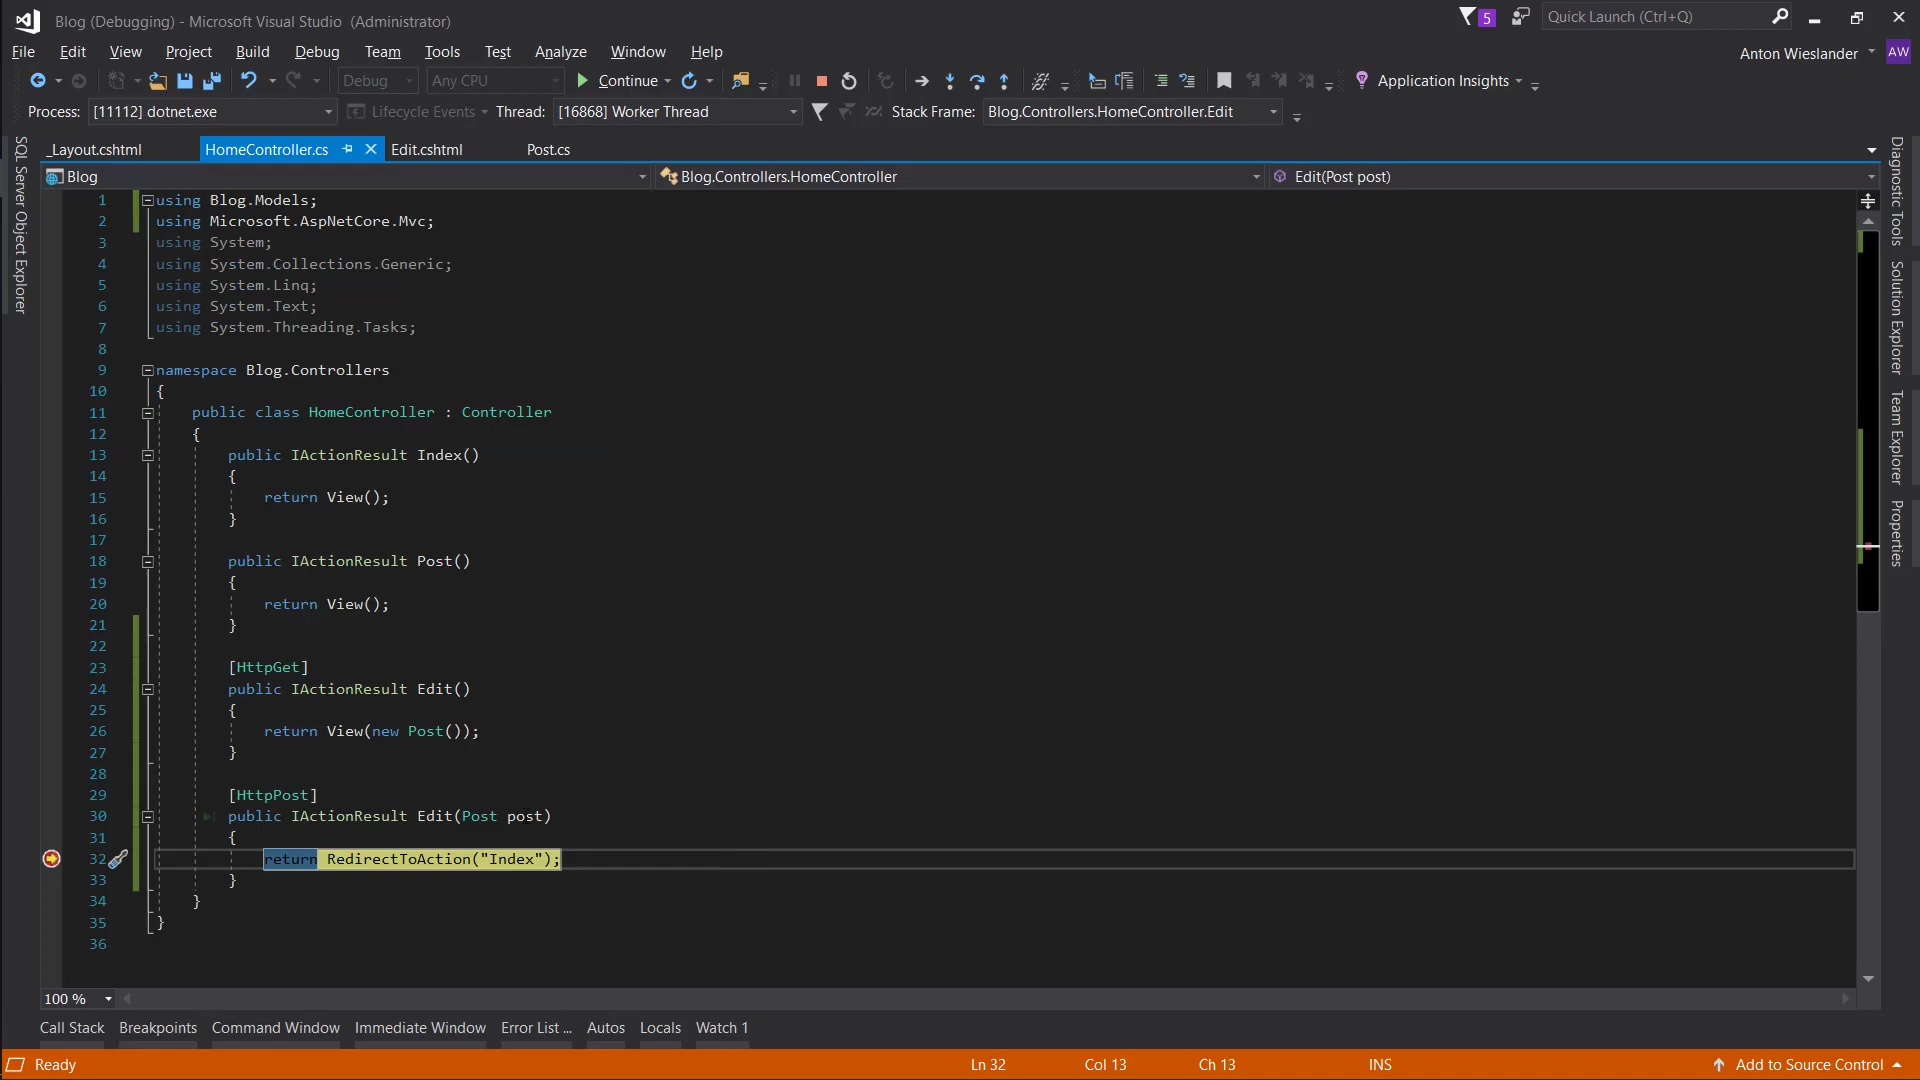 Blog (Debugging) - Microsoft Visual Studio (Administrator)
5
Quick Launch (Ctrl+Q)
File Edit View Project Build Debug Team Tools Test Analyze Window Help
Anton Wieslander AW
Debug Any CPU Continue Application Insights
Process: [11112] dotnet.exe Lifecycle Events Thread: [16868] Worker Thread Stack Frame: Blog.Controllers.HomeController.Edit
_Layout.cshtml HomeController.cs Edit.cshtml Post.cs
Blog Blog.Controllers.HomeController Edit(Post post)
SQL Server Object Explorer
1 using Blog.Models;
2 using Microsoft.AspNetCore.Mvc;
3 using System;
4 using System.Collections.Generic;
5 using System.Linq;
6 using System.Text;
7 using System.Threading.Tasks;
8
9 namespace Blog.Controllers
10 {
11 public class HomeController : Controller
12 {
13 public IActionResult Index()
14 {
15 return View();
16 }
17
18 public IActionResult Post()
19 {
20 return View();
21 }
22
23 [HttpGet]
24 public IActionResult Edit()
25 {
26 return View(new Post());
27 }
28
29 [HttpPost]
30 public IActionResult Edit(Post post)
31 {
32 return RedirectToAction("Index");
33 }
34 }
35 }
36
Diagnostic Tools
Solution Explorer
Team Explorer
Properties
100 %
Call Stack Breakpoints Command Window Immediate Window Error List ... Autos Locals Watch 1
Ready Ln 32 Col 13 Ch 13 INS Add to Source Control